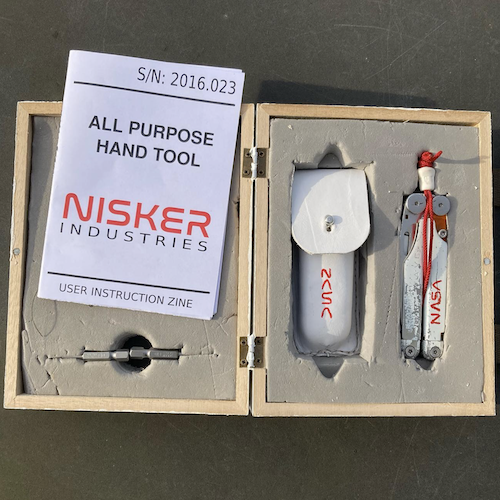 S/N: 2016.023
ALL PURPOSE
HAND TOOL
NISKER
INDUSTRIES
USER INSTRUCTION ZINE
NASA
NASA